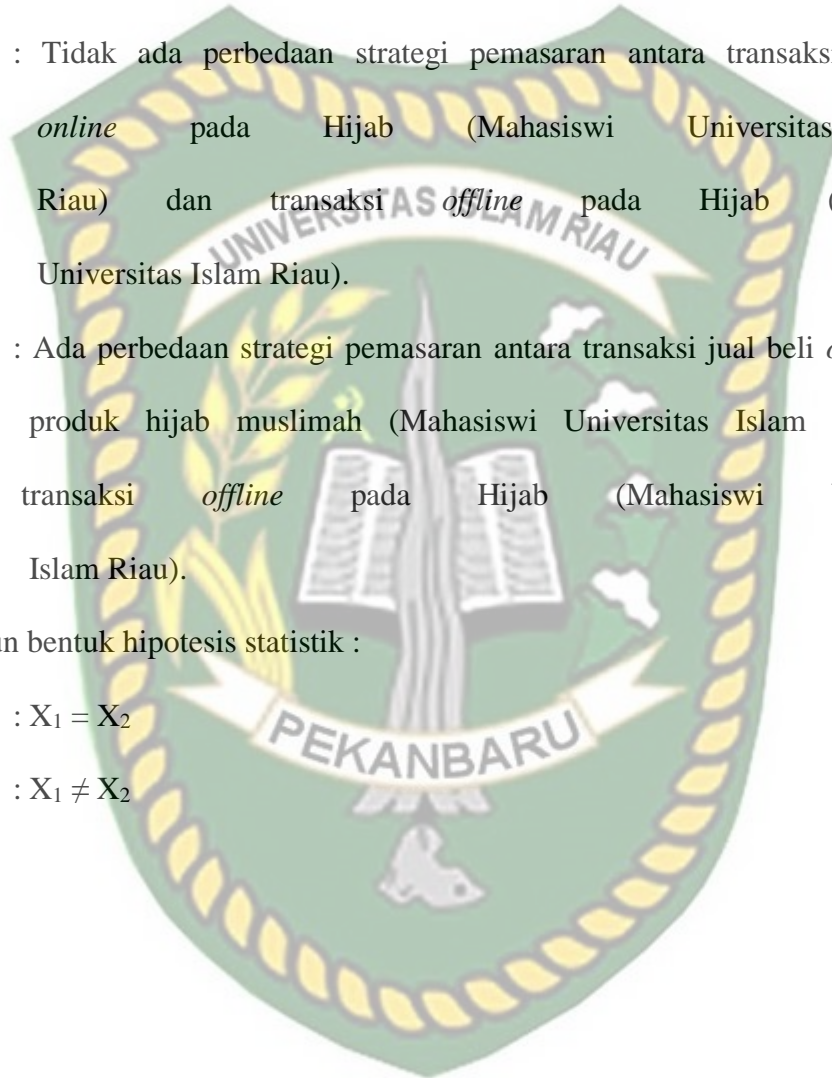 : Tidak ada perbedaan strategi pemasaran antara transaksi
online pada Hijab (Mahasiswi Universitas
Riau) dan transaksi offline pada Hijab (
UNIVERSITAS ISLAM RIAU
Universitas Islam Riau).
: Ada perbedaan strategi pemasaran antara transaksi jual beli
produk hijab muslimah (Mahasiswi Universitas Islam
transaksi offline pada Hijab (Mahasiswi
Islam Riau).
un bentuk hipotesis statistik :
: X₁ = X₂
PEKANBARU
: X₁ ≠ X₂